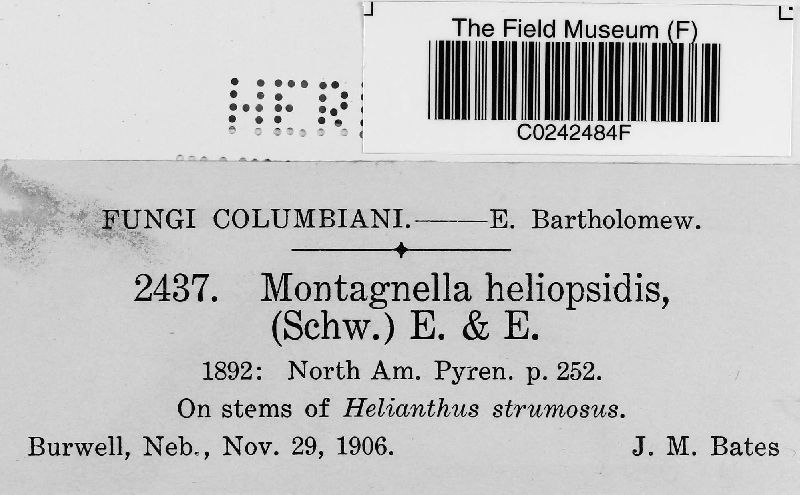 The Field Museum (F)
C0242484F
HER
FUNGI COLUMBIANI.——E. Bartholomew.
2437. Montagnella heliopsidis,
(Schw.) E. & E.
1892: North Am. Pyren. p. 252.
On stems of Helianthus strumosus.
Burwell, Neb., Nov. 29, 1906. J. M. Bates